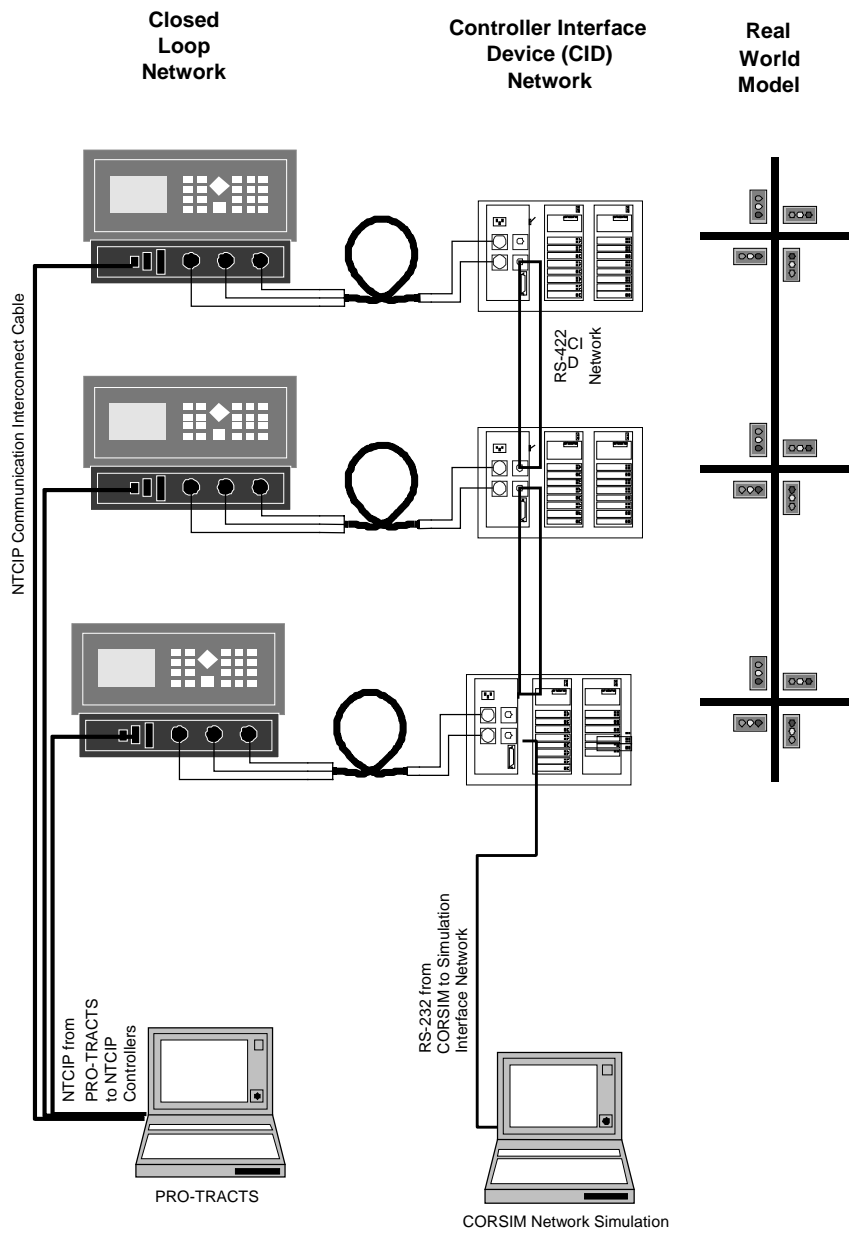 Closed
Loop
Network
Controller Interface
Device (CID)
Network
Real
World
Model
NTCIP Communication Interconnect Cable
RS-422
CI
D
Network
NTCIP from
PRO-TRACTS
to NTCIP
Controllers
RS-232 from
CORSIM to Simulation
Interface Network
PRO-TRACTS
CORSIM Network Simulation